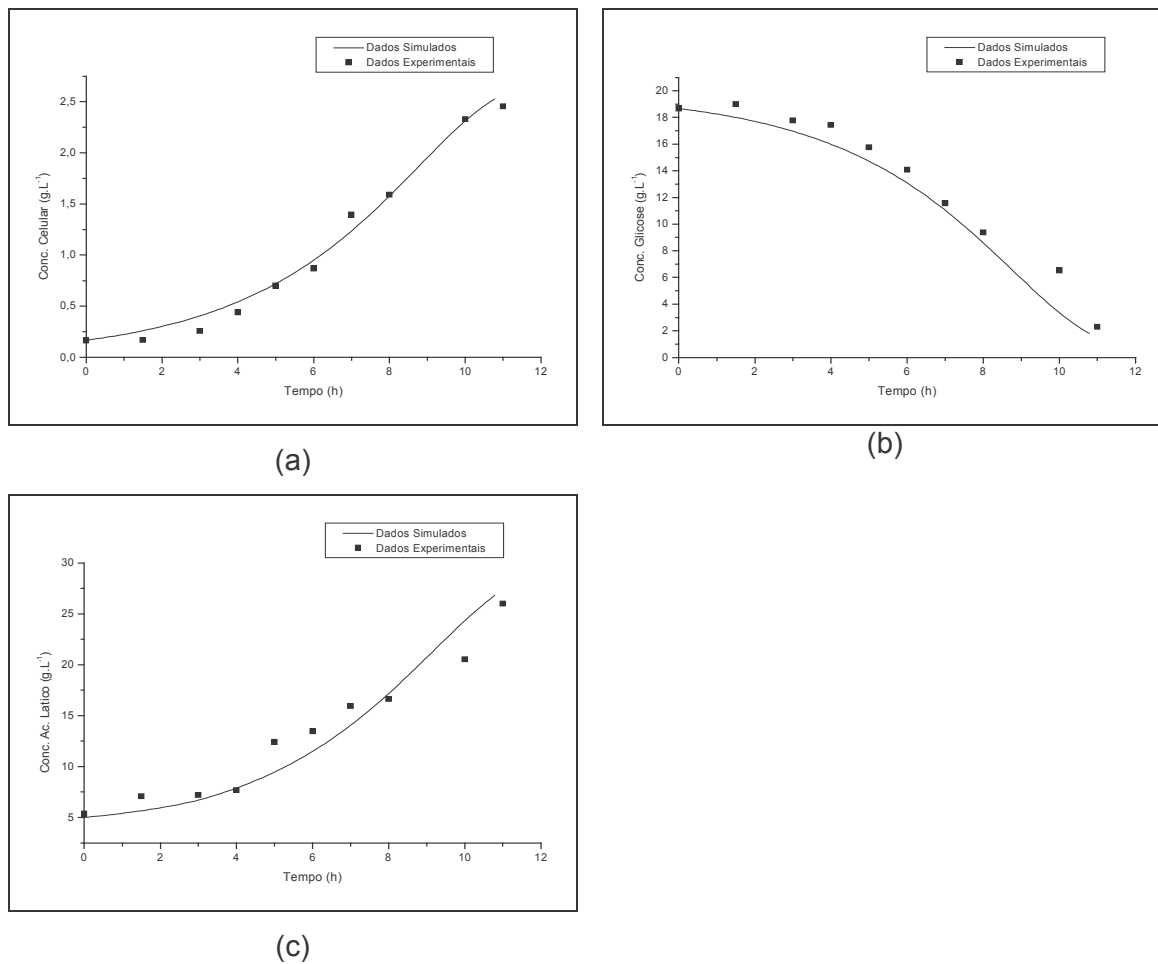 Dados Simulados
Dados Experimentais
2,5
2,0
1,5
1,0
0,5
0,0
Conc. Celular (g.L⁻¹)
0 2 4 6 8 10 12
Tempo (h)
(a)
Dados Simulados
Dados Experimentais
20
18
16
14
12
10
8
6
4
2
0
Conc. Glicose (g.L⁻¹)
0 2 4 6 8 10 12
Tempo (h)
(b)
Dados Simulados
Dados Experimentais
30
25
20
15
10
5
Conc. Ac. Latico (g.L⁻¹)
0 2 4 6 8 10 12
Tempo (h)
(c)